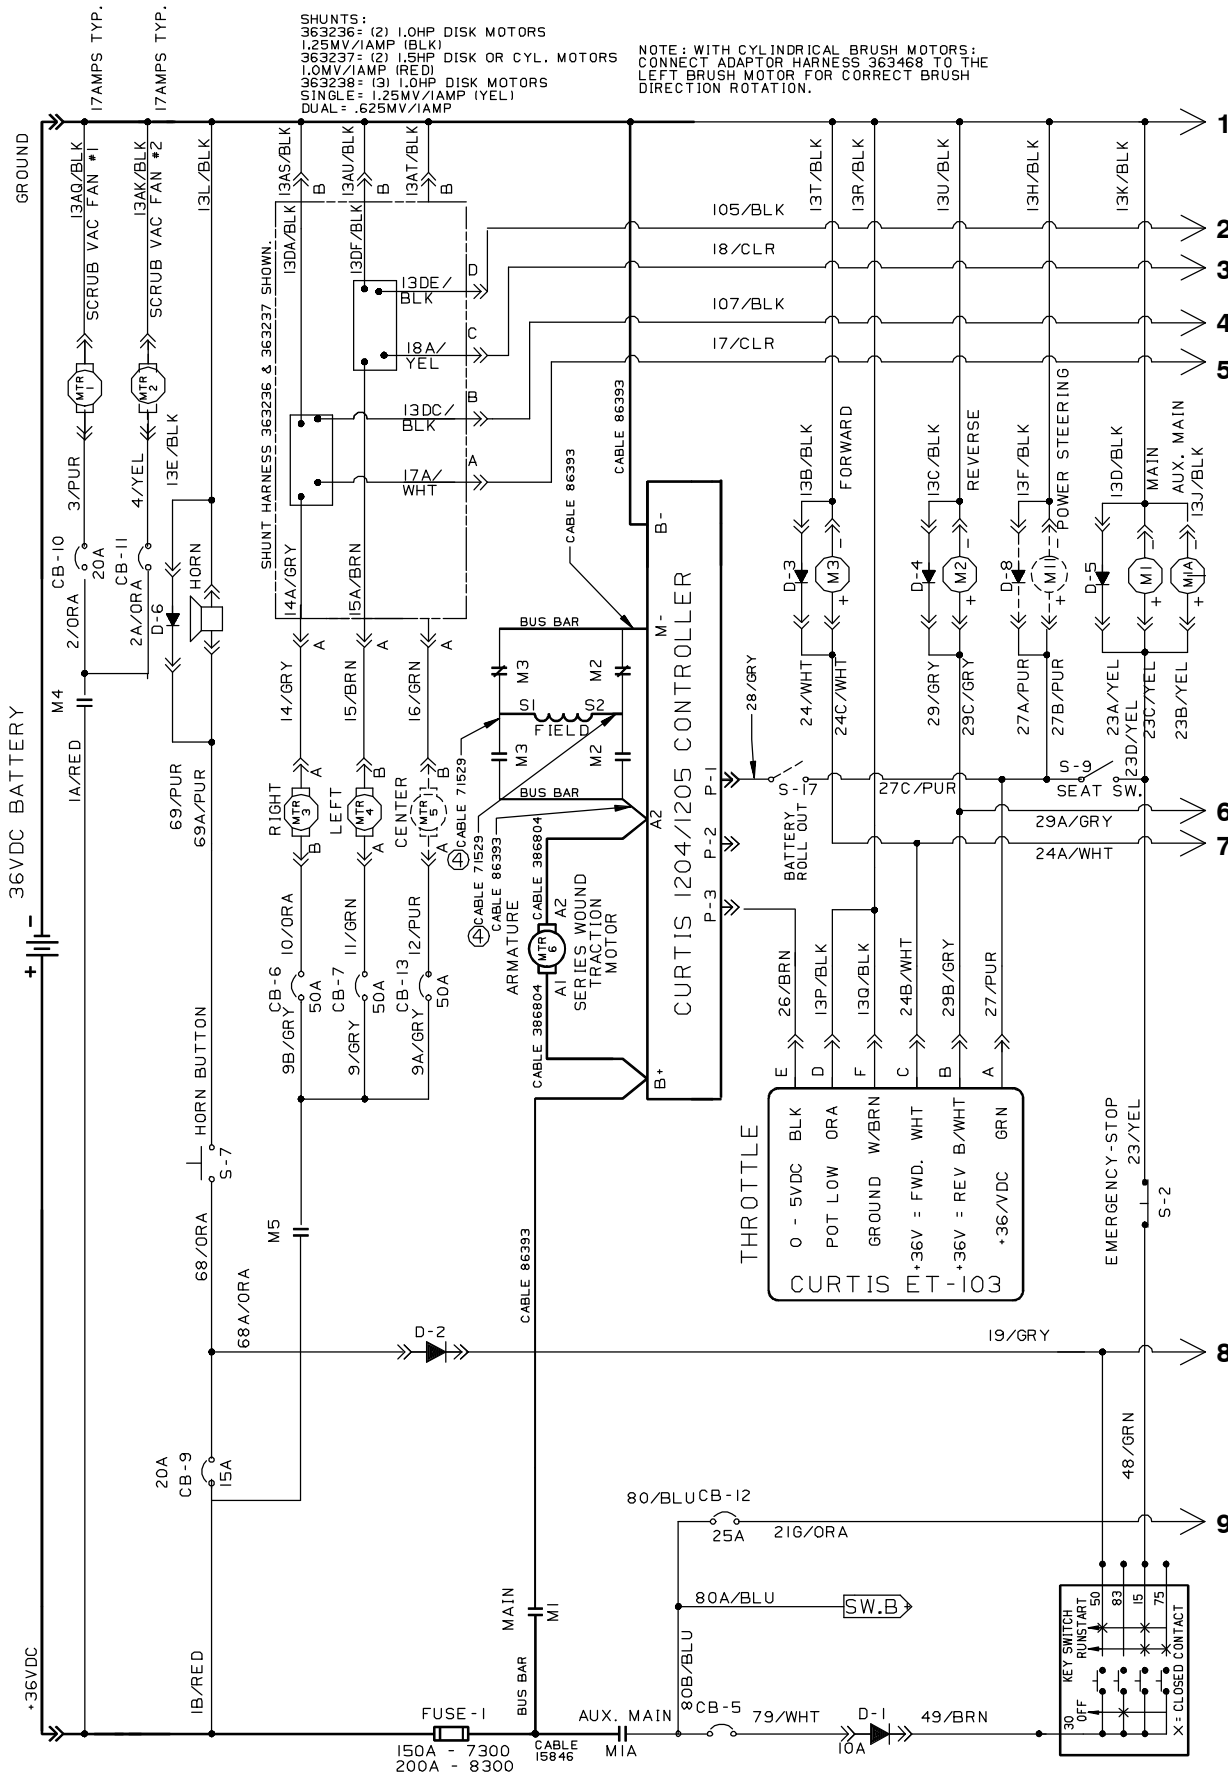 SHUNTS:
363236= (2) 1.0HP DISK MOTORS
1.25MV/1AMP (BLK)
363237= (2) 1.5HP DISK OR CYL. MOTORS
1.0MV/1AMP (RED)
363238= (3) 1.0HP DISK MOTORS
SINGLE= 1.25MV/1AMP (YEL)
DUAL= .625MV/1AMP
NOTE: WITH CYLINDRICAL BRUSH MOTORS:
CONNECT ADAPTOR HARNESS 363468 TO THE
LEFT BRUSH MOTOR FOR CORRECT BRUSH
DIRECTION ROTATION.
17AMPS TYP.
17AMPS TYP.
GROUND
13AQ/BLK
SCRUB VAC FAN #1
13AK/BLK
SCRUB VAC FAN #2
13L/BLK
13AS/BLK
B
13AU/BLK
B
13AT/BLK
B
13T/BLK
13R/BLK
13U/BLK
13H/BLK
13K/BLK
1
105/BLK
2
18/CLR
3
107/BLK
4
17/CLR
5
SHUNT HARNESS 363236 & 363237 SHOWN.
13DA/BLK
13DF/BLK
13DE/
BLK
D
18A/
YEL
C
13DC/
BLK
B
17A/
WHT
A
MTR
1
MTR
2
3/PUR
4/YEL
13E/BLK
CB-10
20A
CB-11
2/ORA
2A/ORA
D-6
HORN
14A/GRY
15A/BRN
A
A
A
CABLE 86393
CABLE 86393
B-
M-
BUS BAR
M3
M2
S1
S2
FIELD
M3
M2
BUS BAR
13B/BLK
FORWARD
13C/BLK
REVERSE
13F/BLK
POWER STEERING
13D/BLK
MAIN
AUX. MAIN
13J/BLK
D-3
M3
-
+
D-4
M2
-
+
D-8
M1
-
+
D-5
M1
-
+
M1A
-
+
24/WHT
24C/WHT
29/GRY
29C/GRY
27A/PUR
27B/PUR
23A/YEL
23C/YEL
23B/YEL
23D/YEL
28/GRY
M4
1A/RED
69/PUR
69A/PUR
14/GRY
15/BRN
16/GRN
RIGHT
A
MTR
3
B
LEFT
B
MTR
4
A
CENTER
B
MTR
5
A
4
CABLE 71529
4
CABLE 71529
CABLE 86393
CABLE 386804
A2
CURTIS 1204/1205 CONTROLLER
P-1
P-2
P-3
S-17
BATTERY
ROLL OUT
27C/PUR
S-9
SEAT SW.
29A/GRY
6
24A/WHT
7
36VDC BATTERY
-
+
10/ORA
11/GRN
12/PUR
CB-6
50A
CB-7
50A
CB-13
50A
9B/GRY
9/GRY
9A/GRY
ARMATURE
A2
MTR
6
A1
SERIES WOUND
TRACTION
MOTOR
CABLE 386804
B+
26/BRN
13P/BLK
13Q/BLK
24B/WHT
29B/GRY
27/PUR
E
D
F
C
B
A
THROTTLE
0 - 5VDC BLK
POT LOW ORA
GROUND W/BRN
+36V = FWD. WHT
+36V = REV B/WHT
+36/VDC GRN
CURTIS ET-103
HORN BUTTON
S-7
68/ORA
68A/ORA
M5
CABLE 86393
EMERGENCY-STOP
23/YEL
S-2
D-2
19/GRY
8
20A
CB-9
15A
48/GRN
80/BLU
CB-12
25A
21G/ORA
9
80A/BLU
SW.B+
80B/BLU
+36VDC
1B/RED
MAIN
M1
BUS BAR
FUSE-1
150A - 7300
200A - 8300
CABLE
15846
AUX. MAIN
M1A
CB-5
79/WHT
D-1
10A
49/BRN
KEY SWITCH
RUN
START
30
OFF
50
83
15
75
X = CLOSED CONTACT